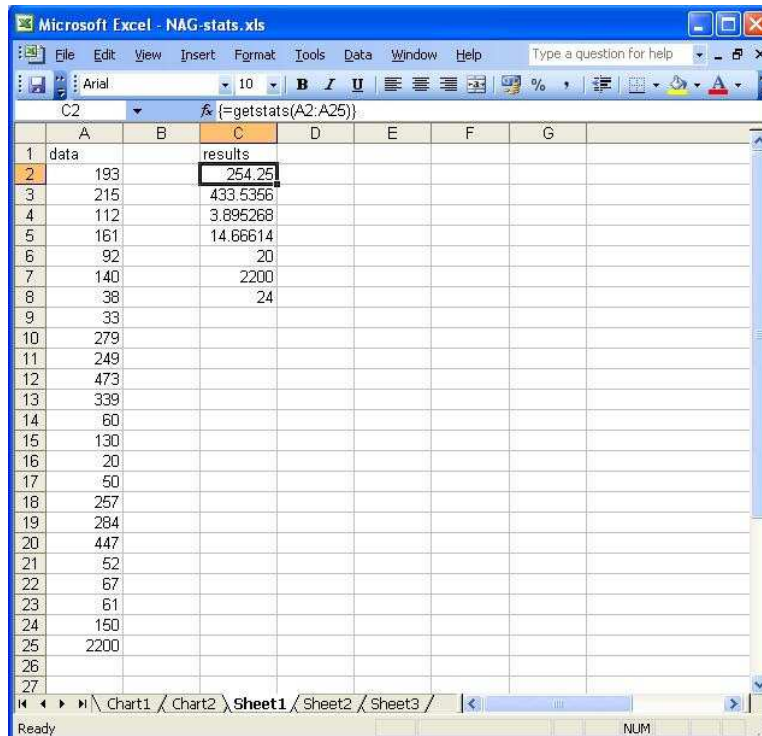 Microsoft Excel - NAG-stats.xls
File Edit View Insert Format Tools Data Window Help Type a question for help
Arial 10 B I U % , A
C2 fx {=getstats(A2:A25)}
A B C D E F G
1 data results
2 193 254.25
3 215 433.5356
4 112 3.895268
5 161 14.66614
6 92 20
7 140 2200
8 38 24
9 33
10 279
11 249
12 473
13 339
14 60
15 130
16 20
17 50
18 257
19 284
20 447
21 52
22 67
23 61
24 150
25 2200
26
27
Chart1 / Chart2 \ Sheet1 / Sheet2 / Sheet3 /
Ready NUM